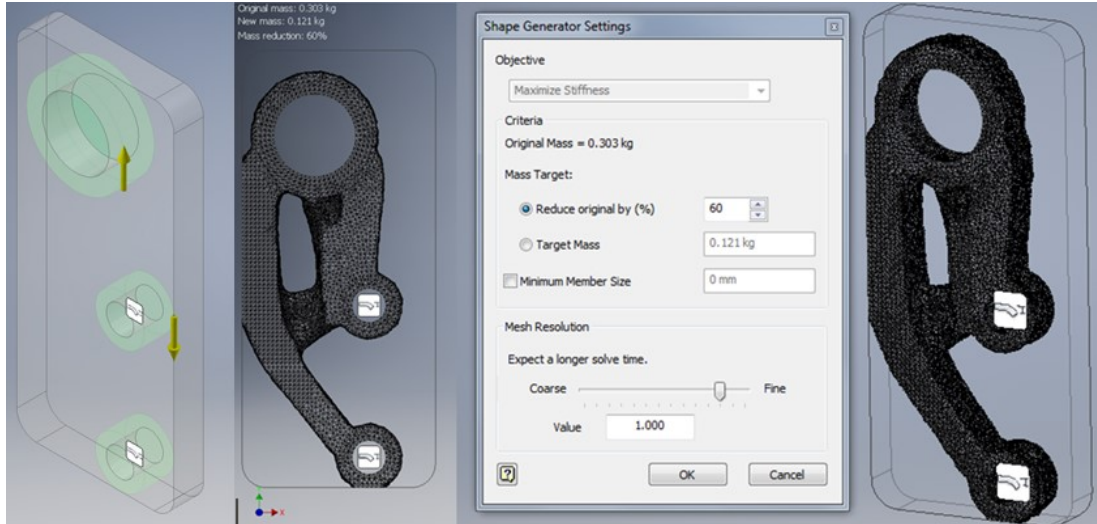 Original mass: 0.303 kg
New mass: 0.121 kg
Mass reduction: 60%
X
Shape Generator Settings
Objective
Maximize Stiffness
Criteria
Original Mass = 0.303 kg
Mass Target:
Reduce original by (%) 60
Target Mass 0.121 kg
Minimum Member Size 0 mm
Mesh Resolution
Expect a longer solve time.
Coarse Fine
Value 1.000
?
OK Cancel